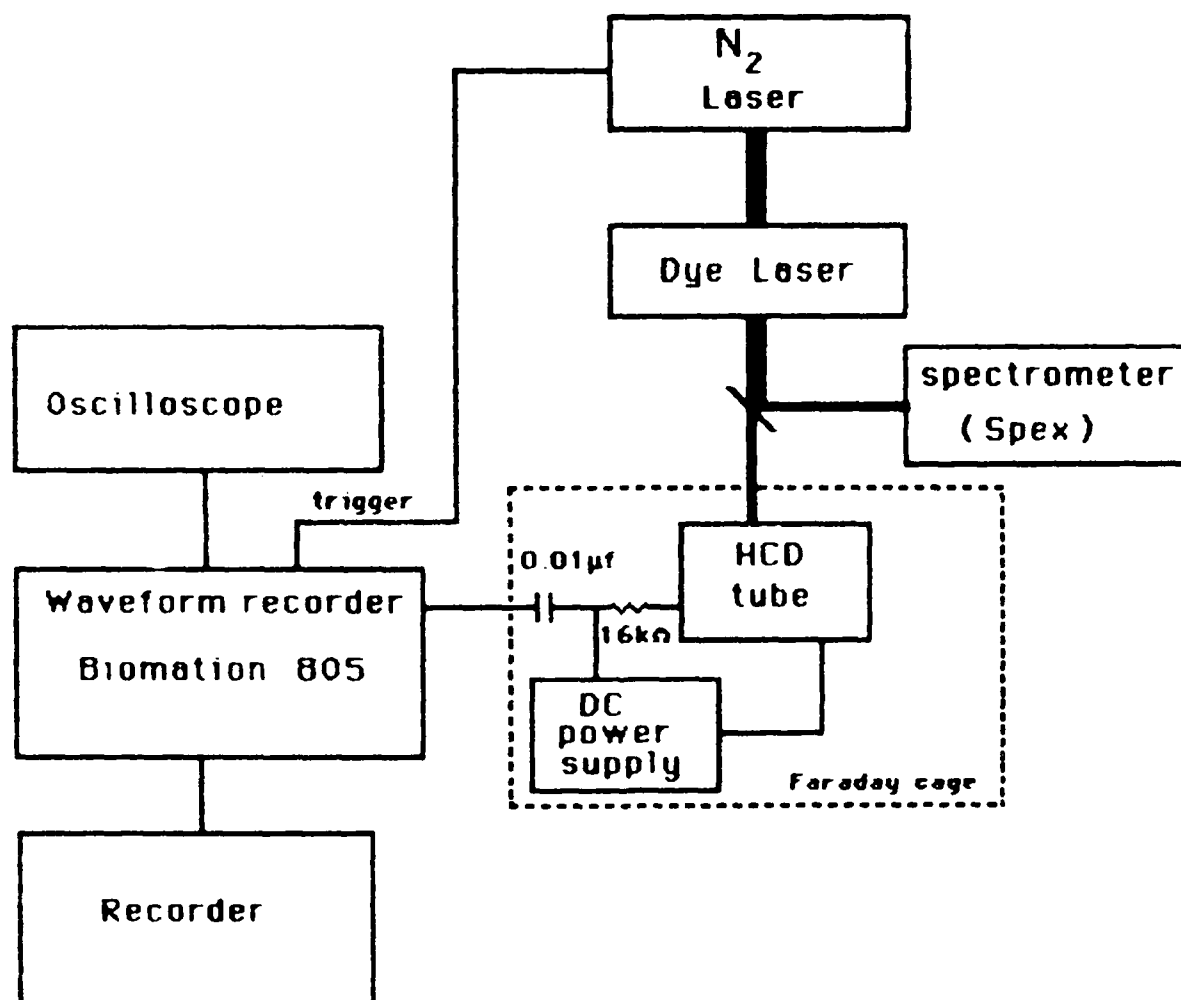 N2
Laser
Dye Laser
spectrometer
(Spex)
Oscilloscope
trigger
0.01µf
HCD
tube
16kΩ
Waveform recorder
Biomation 805
DC
power
supply
Faraday cage
Recorder